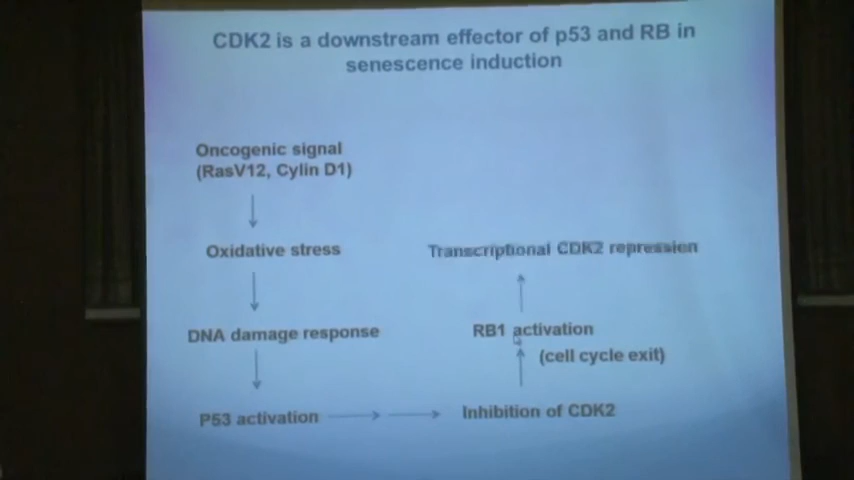 CDK2 is a downstream effector of p53 and RB in
senescence induction
Oncogenic signal
(RasV12, Cylin D1)
Oxidative stress
DNA damage response
P53 activation
Transcriptional CDK2 repression
RB1 activation
(cell cycle exit)
Inhibition of CDK2